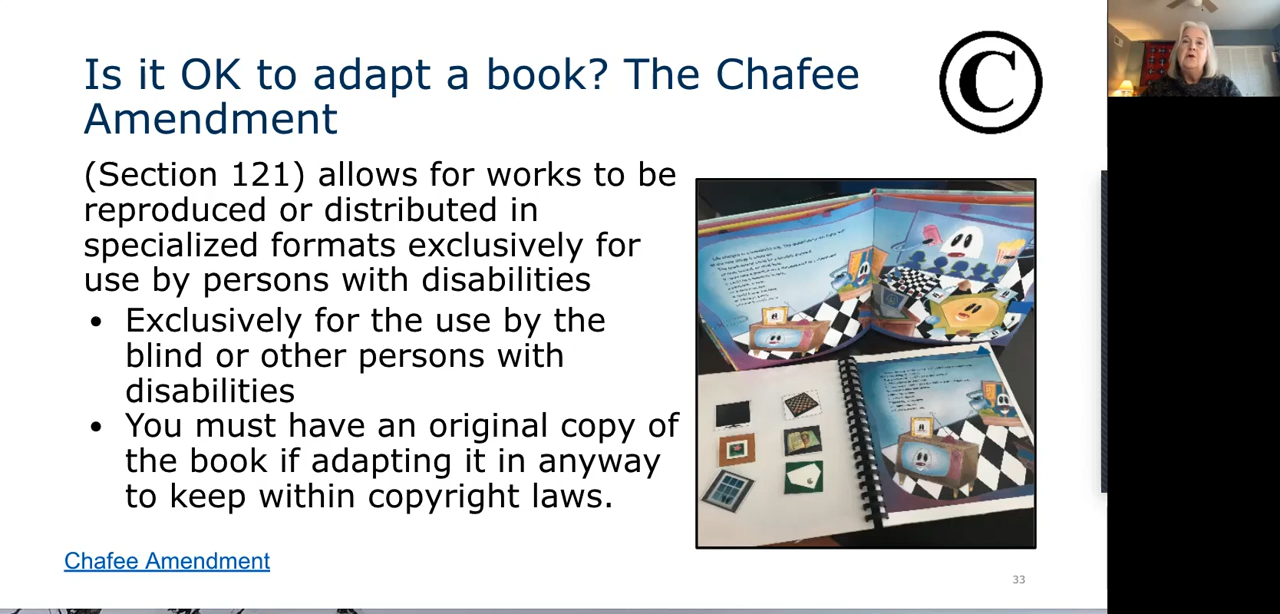 Is it OK to adapt a book? The Chafee
Amendment
(Section 121) allows for works to be
reproduced or distributed in
specialized formats exclusively for
use by persons with disabilities
• Exclusively for the use by the
blind or other persons with
disabilities
• You must have an original copy of
the book if adapting it in anyway
to keep within copyright laws.
Chafee Amendment
33
©